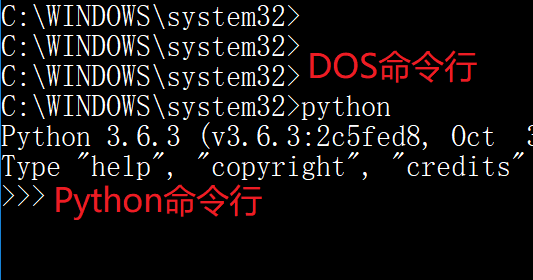 C:\WINDOWS\system32>
C:\WINDOWS\system32>
C:\WINDOWS\system32>
DOS命令行
C:\WINDOWS\system32>python
Python 3.6.3 (v3.6.3:2c5fed8, Oct 3
Type "help", "copyright", "credits"
>>> Python命令行